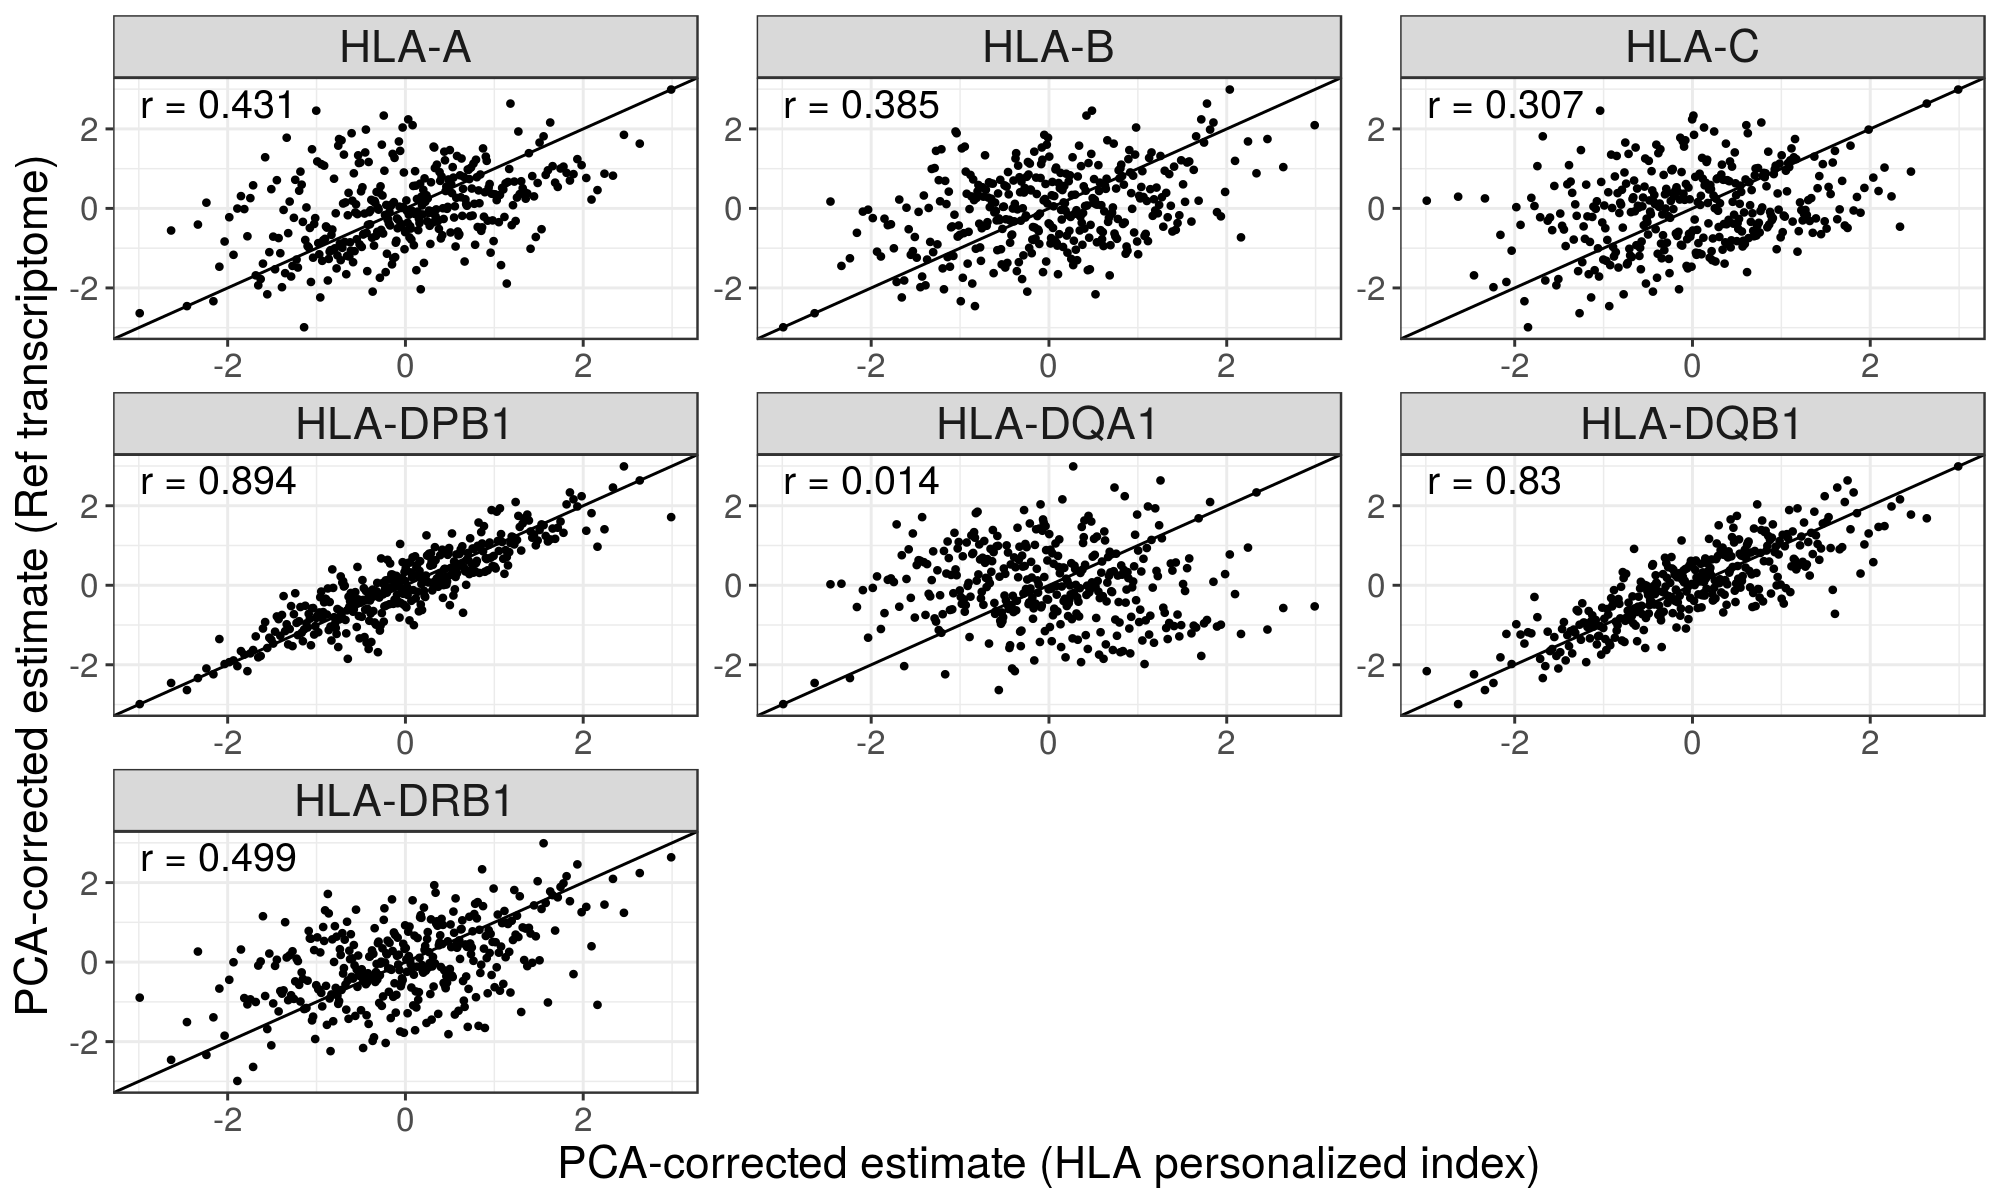 HLA-A
HLA-B
HLA-C
r = 0.431
r = 0.385
r = 0.307
2
0
-2
-2
0
2
2
0
-2
-2
0
2
2
0
-2
-2
0
2
HLA-DPB1
HLA-DQA1
HLA-DQB1
r = 0.894
r = 0.014
r = 0.83
2
0
-2
-2
0
2
2
0
-2
-2
0
2
2
0
-2
-2
0
2
HLA-DRB1
r = 0.499
2
0
-2
-2
0
2
PCA-corrected estimate (Ref transcriptome)
PCA-corrected estimate (HLA personalized index)